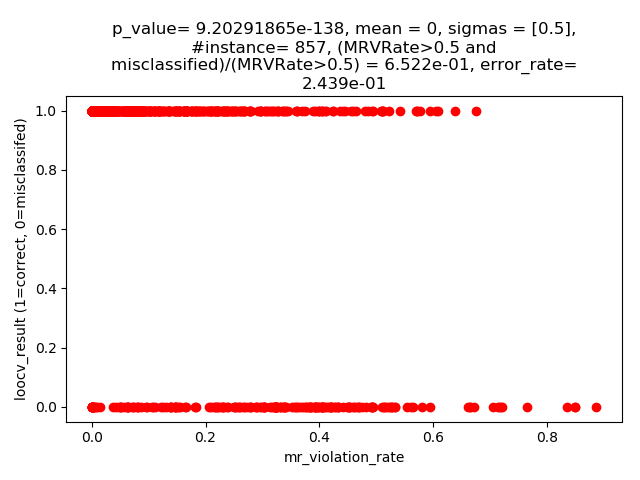 p_value= 9.20291865e-138, mean = 0, sigmas = [0.5],
#instance= 857, (MRVRate>0.5 and
misclassified)/(MRVRate>0.5) = 6.522e-01, error_rate=
2.439e-01
1.0
0.8
0.6
0.4
0.2
0.0
loocv_result (1=correct, 0=misclassifed)
0.0 0.2 0.4 0.6 0.8
mr_violation_rate